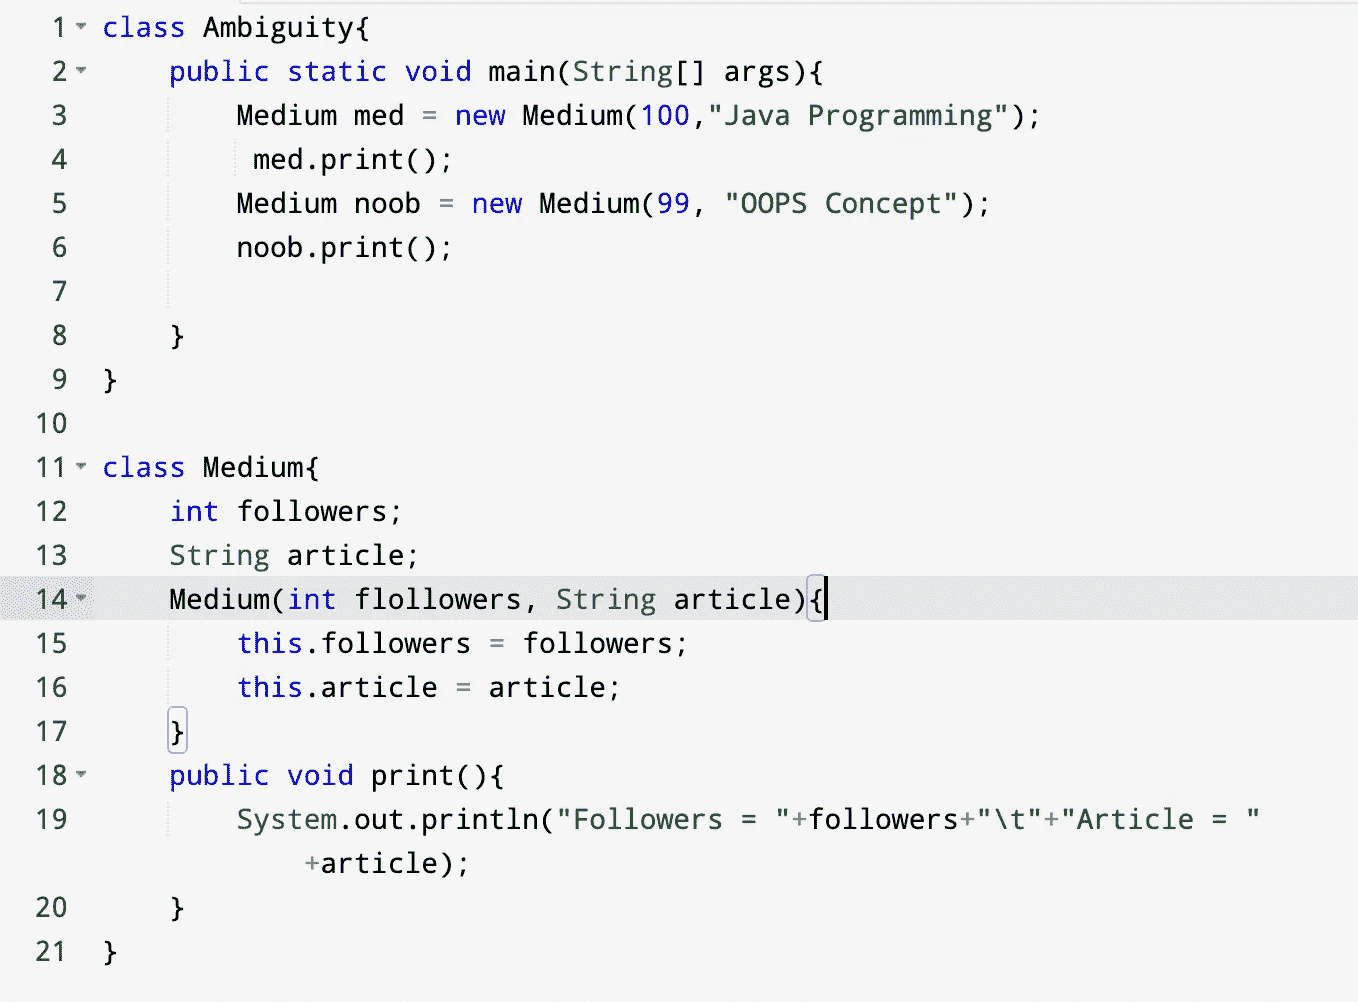 1 class Ambiguity{
2 public static void main(String[] args){
3 Medium med = new Medium(100,"Java Programming");
4 med.print();
5 Medium noob = new Medium(99, "OOPS Concept");
6 noob.print();
7
8 }
9 }
10
11 class Medium{
12 int followers;
13 String article;
14 Medium(int flollowers, String article){
15 this.followers = followers;
16 this.article = article;
17 }
18 public void print(){
19 System.out.println("Followers = "+followers+"\t"+"Article = "
+article);
20 }
21 }